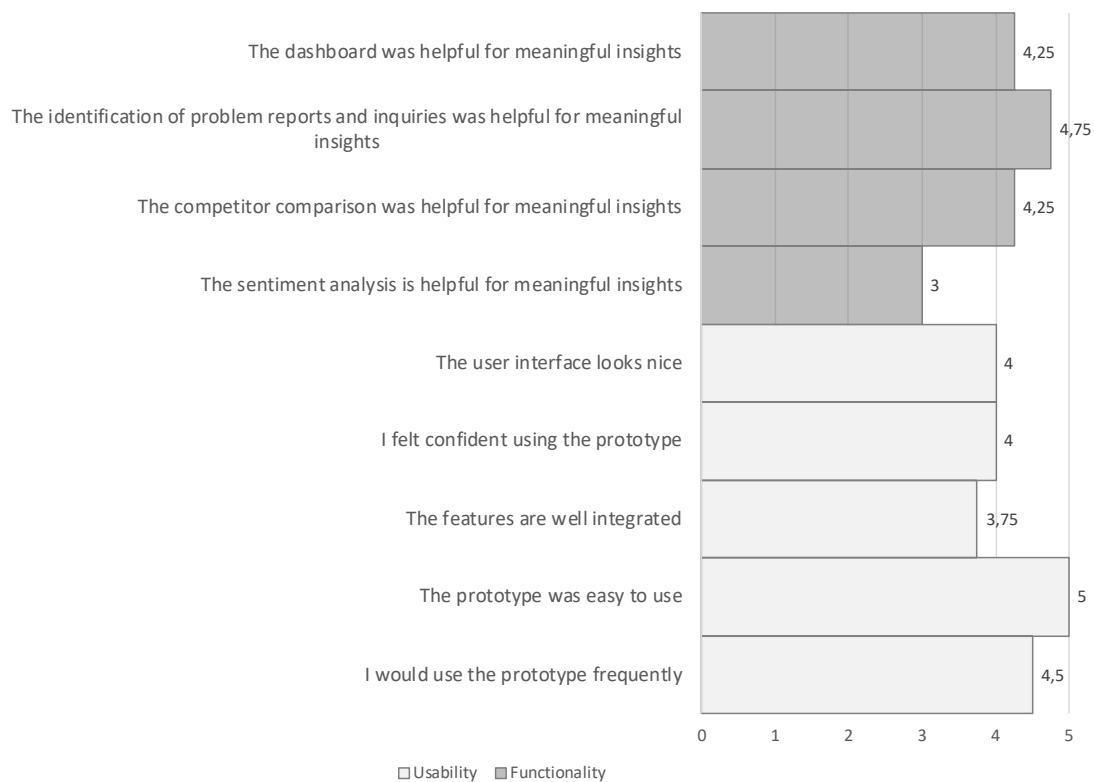 The dashboard was helpful for meaningful insights
4,25
The identification of problem reports and inquiries was helpful for meaningful
insights
4,75
The competitor comparison was helpful for meaningful insights
4,25
The sentiment analysis is helpful for meaningful insights
3
The user interface looks nice
4
I felt confident using the prototype
4
The features are well integrated
3,75
The prototype was easy to use
5
I would use the prototype frequently
4,5
0 1 2 3 4 5
Usability Functionality